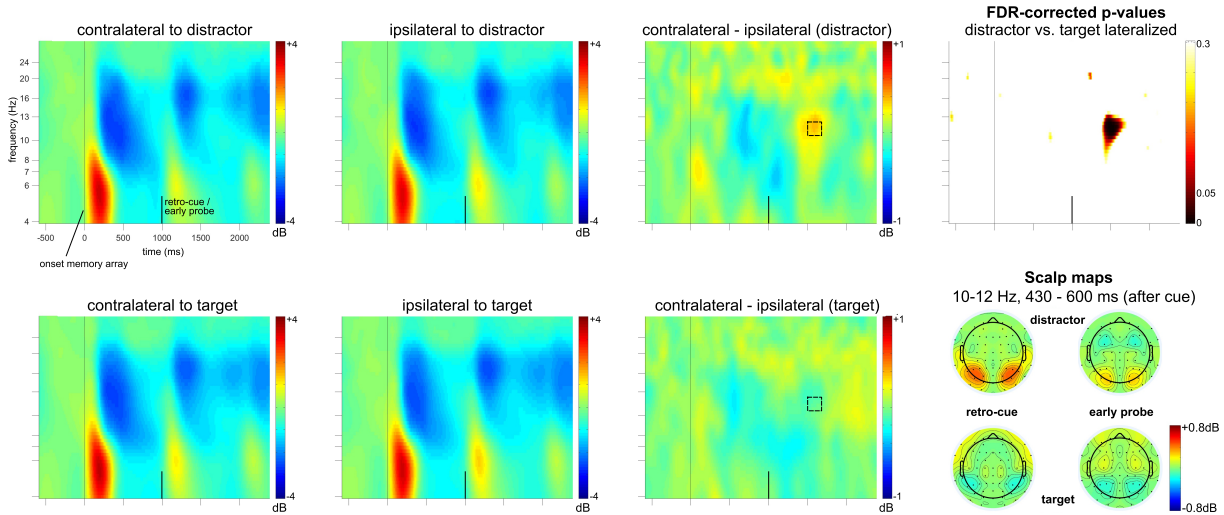 contralateral to distractor
+4
24
20
16
13
10
8
7
6
4
frequency (Hz)
retro-cue /
early probe
-4
dB
-500
0
500
1000
1500
2000
time (ms)
onset memory array
ipsilateral to distractor
+4
-4
dB
contralateral - ipsilateral (distractor)
+1
-1
dB
FDR-corrected p-values
distractor vs. target lateralized
0.3
0.05
0
contralateral to target
+4
-4
dB
ipsilateral to target
+4
-4
dB
contralateral - ipsilateral (target)
+1
-1
dB
Scalp maps
10-12 Hz, 430 - 600 ms (after cue)
distractor
retro-cue
early probe
+0.8dB
target
-0.8dB